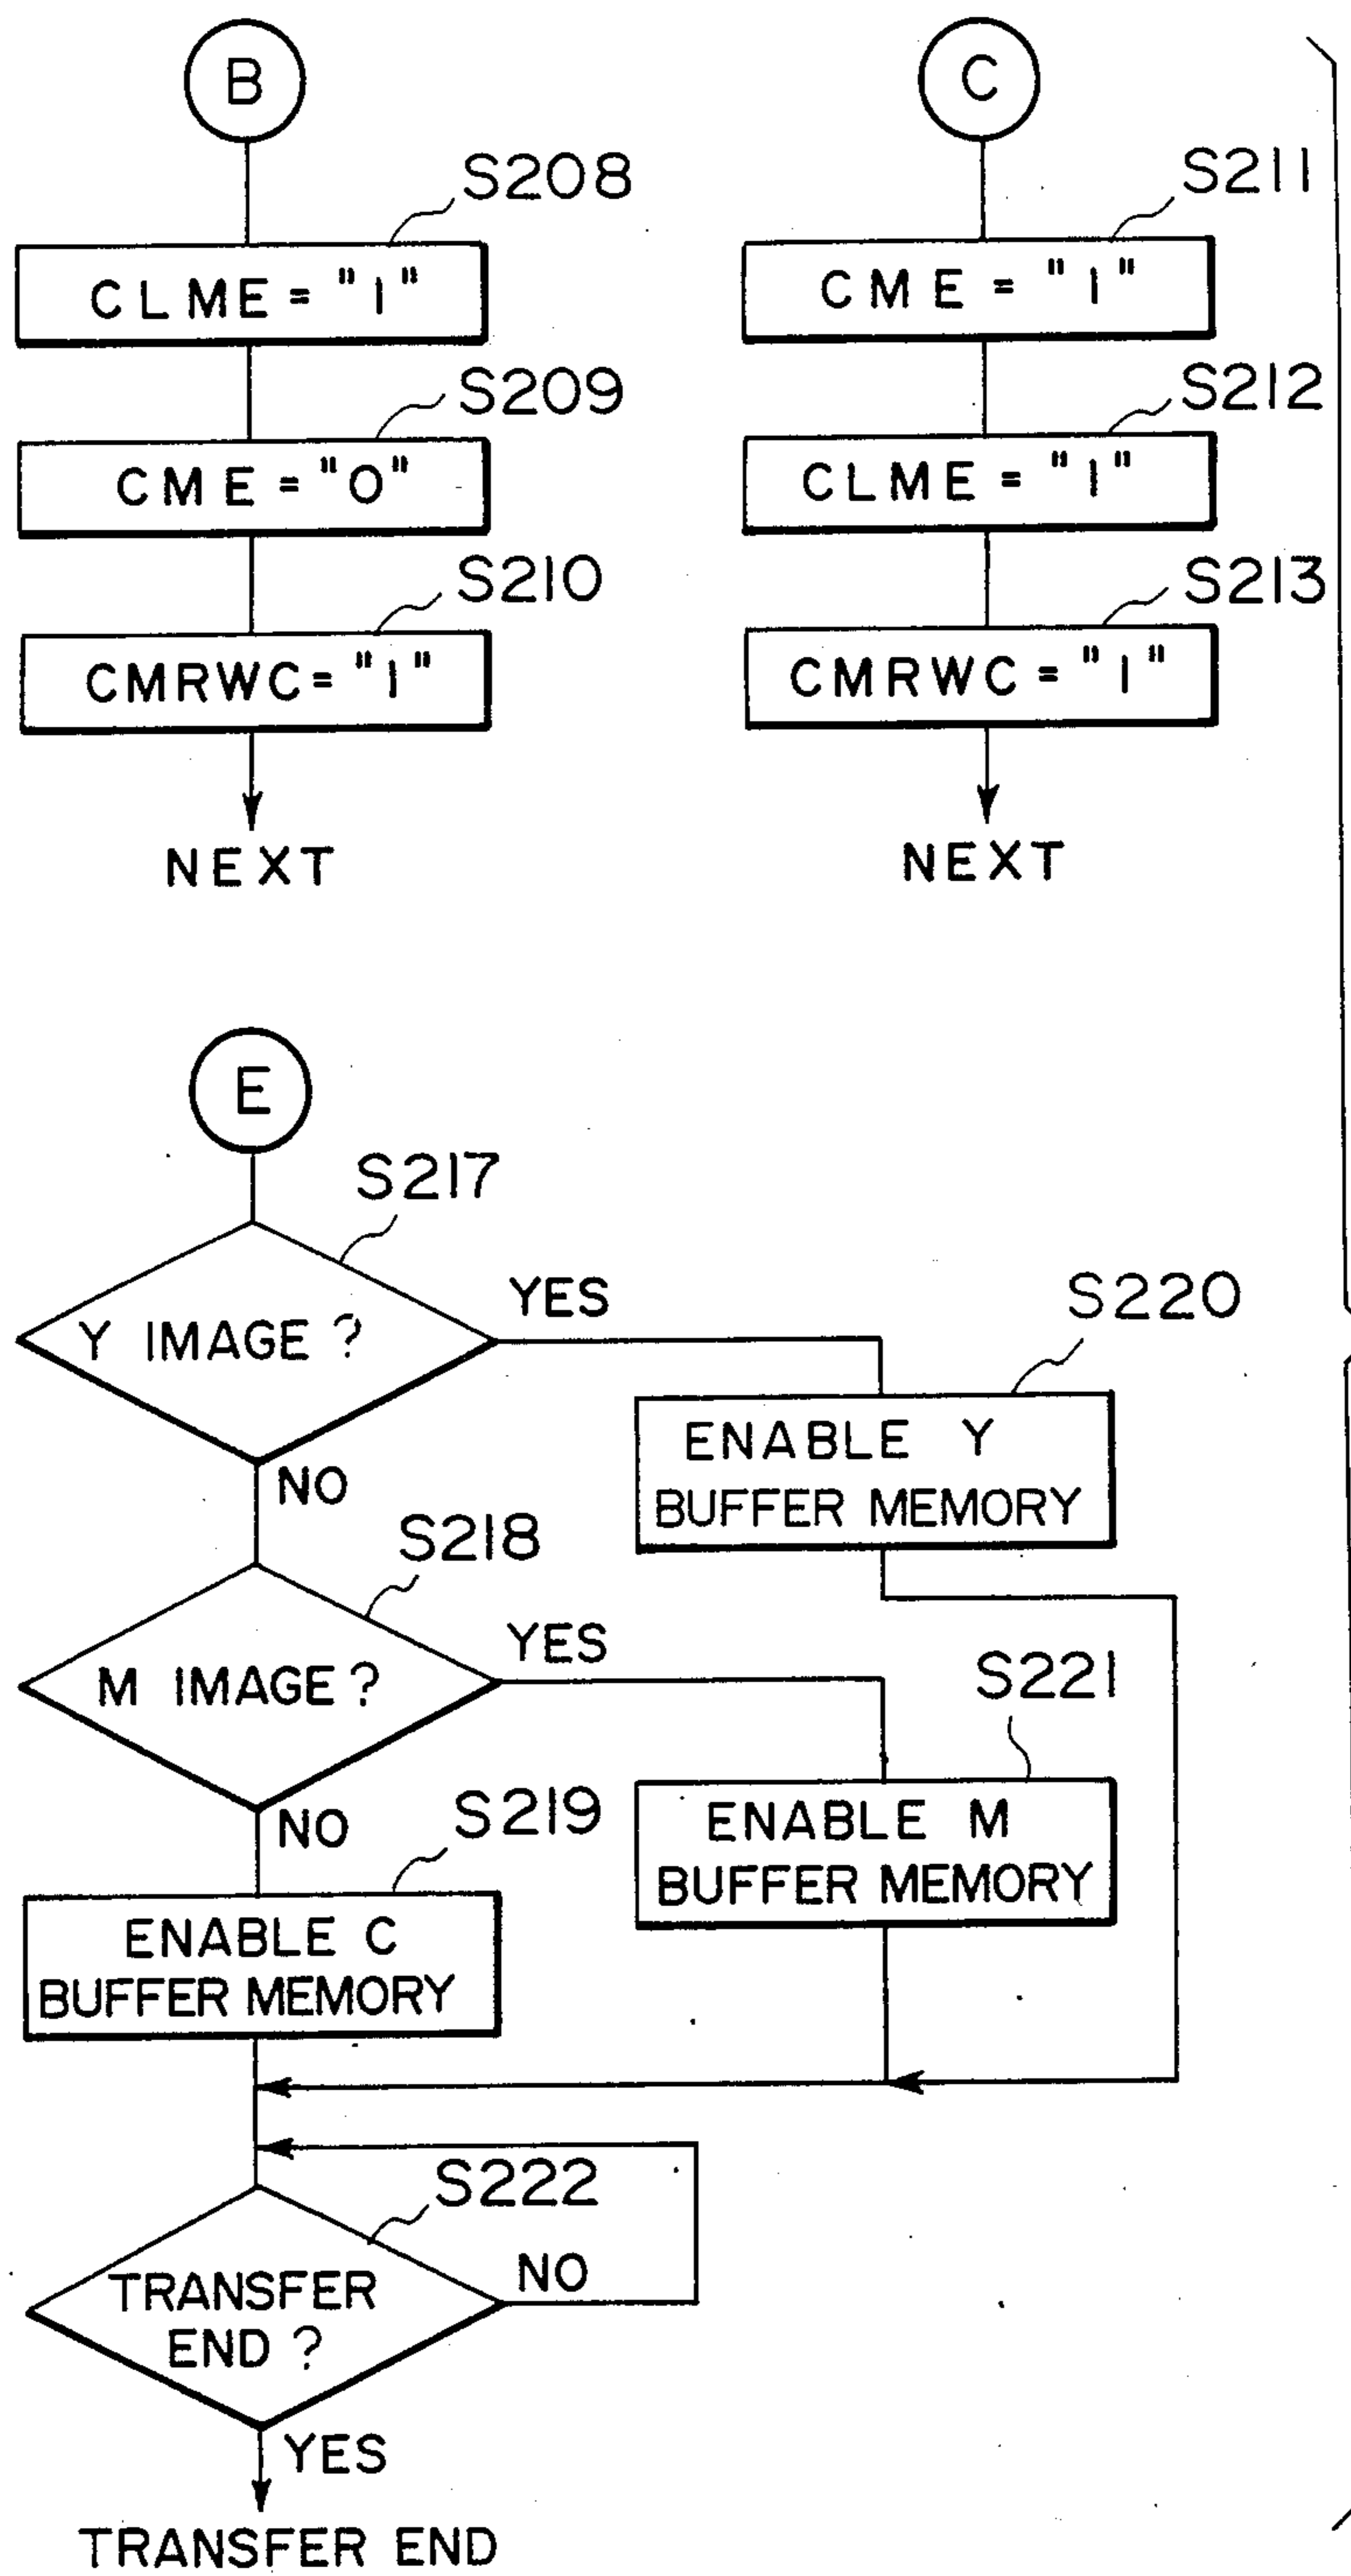 B
S208
CLME = "1"
S209
CME = "0"
S210
CMRWC = "1"
NEXT
C
S211
CME = "1"
S212
CLME = "1"
S213
CMRWC = "1"
NEXT
E
S217
Y IMAGE ?
YES
NO
S220
ENABLE Y
BUFFER MEMORY
S218
M IMAGE ?
YES
NO
S221
ENABLE M
BUFFER MEMORY
S219
ENABLE C
BUFFER MEMORY
S222
TRANSFER
END ?
NO
YES
TRANSFER END